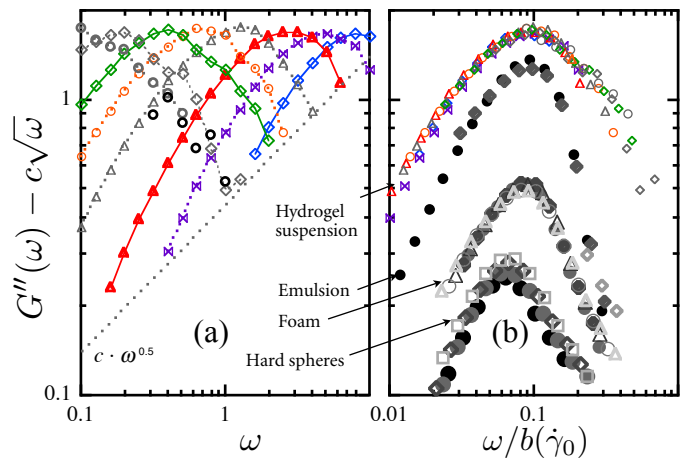 G″(ω) − c√ω
1
0.1
c · ω^0.5
(a)
0.1
1
10
ω
Hydrogel
suspension
Emulsion
Foam
Hard spheres
(b)
0.01
0.1
ω/b(γ̇₀)